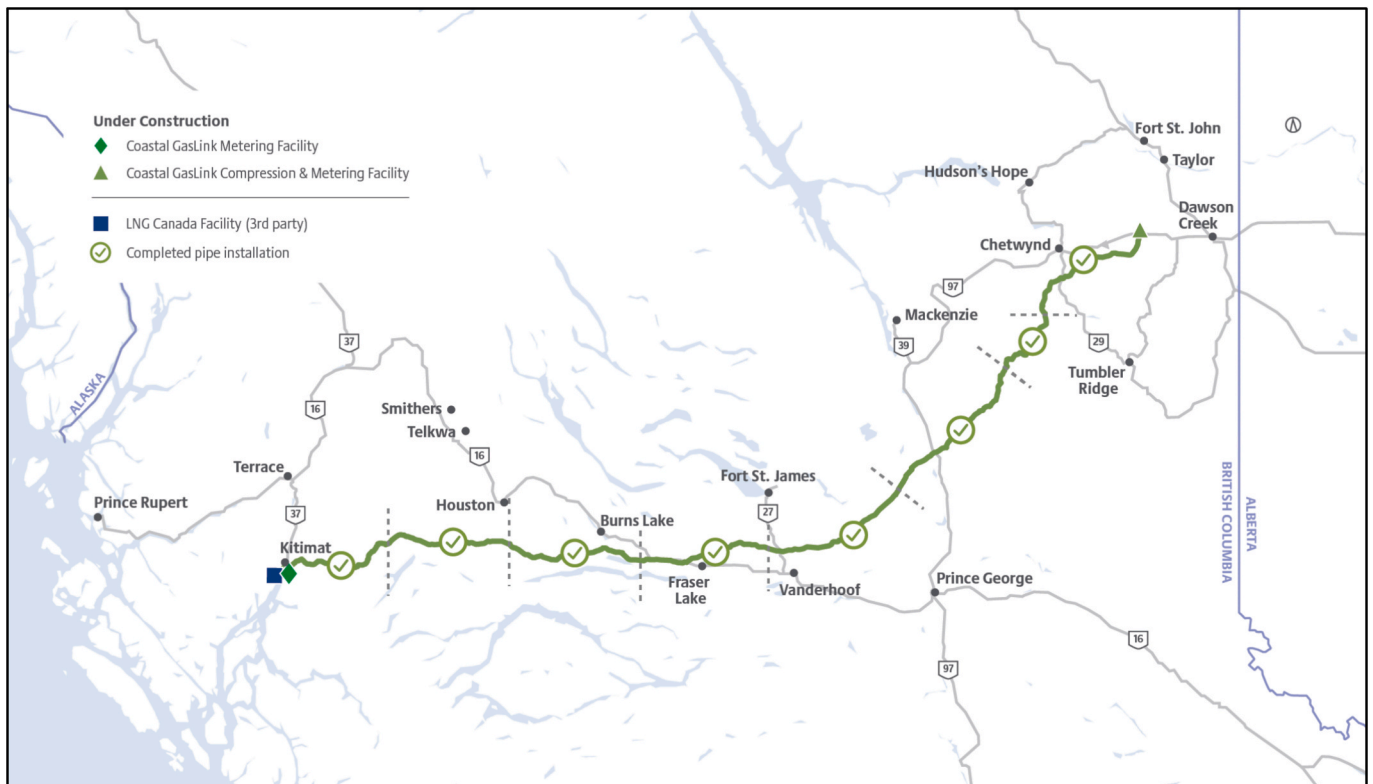 Under Construction
Coastal GasLink Metering Facility
Coastal GasLink Compression & Metering Facility
LNG Canada Facility (3rd party)
Completed pipe installation
Fort St. John
Taylor
Hudson's Hope
Dawson
Creek
Chetwynd
97
Mackenzie
39
29
Tumbler
Ridge
37
ALASKA
16
Smithers
Telkwa
16
Terrace
Prince Rupert
37
Houston
Fort St. James
27
Burns Lake
Kitimat
Fraser
Lake
Vanderhoof
Prince George
BRITISH COLUMBIA
ALBERTA
16
97